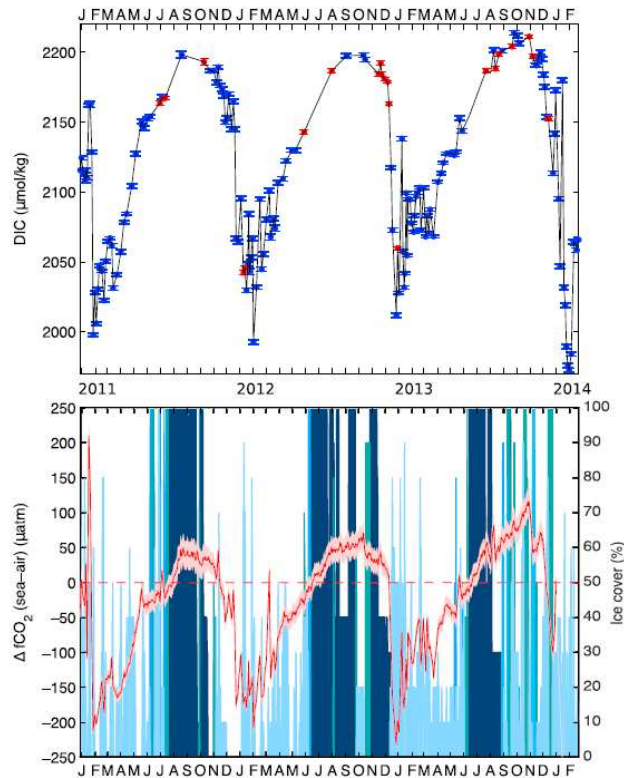 J F M A M J J A S O N D J F M A M J J A S O N D J F M A M J J A S O N D J F
2200
2150
2100
2050
2000
DIC (μmol/kg)
2011 2012 2013 2014
250 100
200 90
150 80
100 70
50 60
0 50
−50 40
−100 30
−150 20
−200 10
−250 0
Δ fCO₂ (sea−air) (μatm)
Ice cover (%)
J F M A M J J A S O N D J F M A M J J A S O N D J F M A M J J A S O N D J F